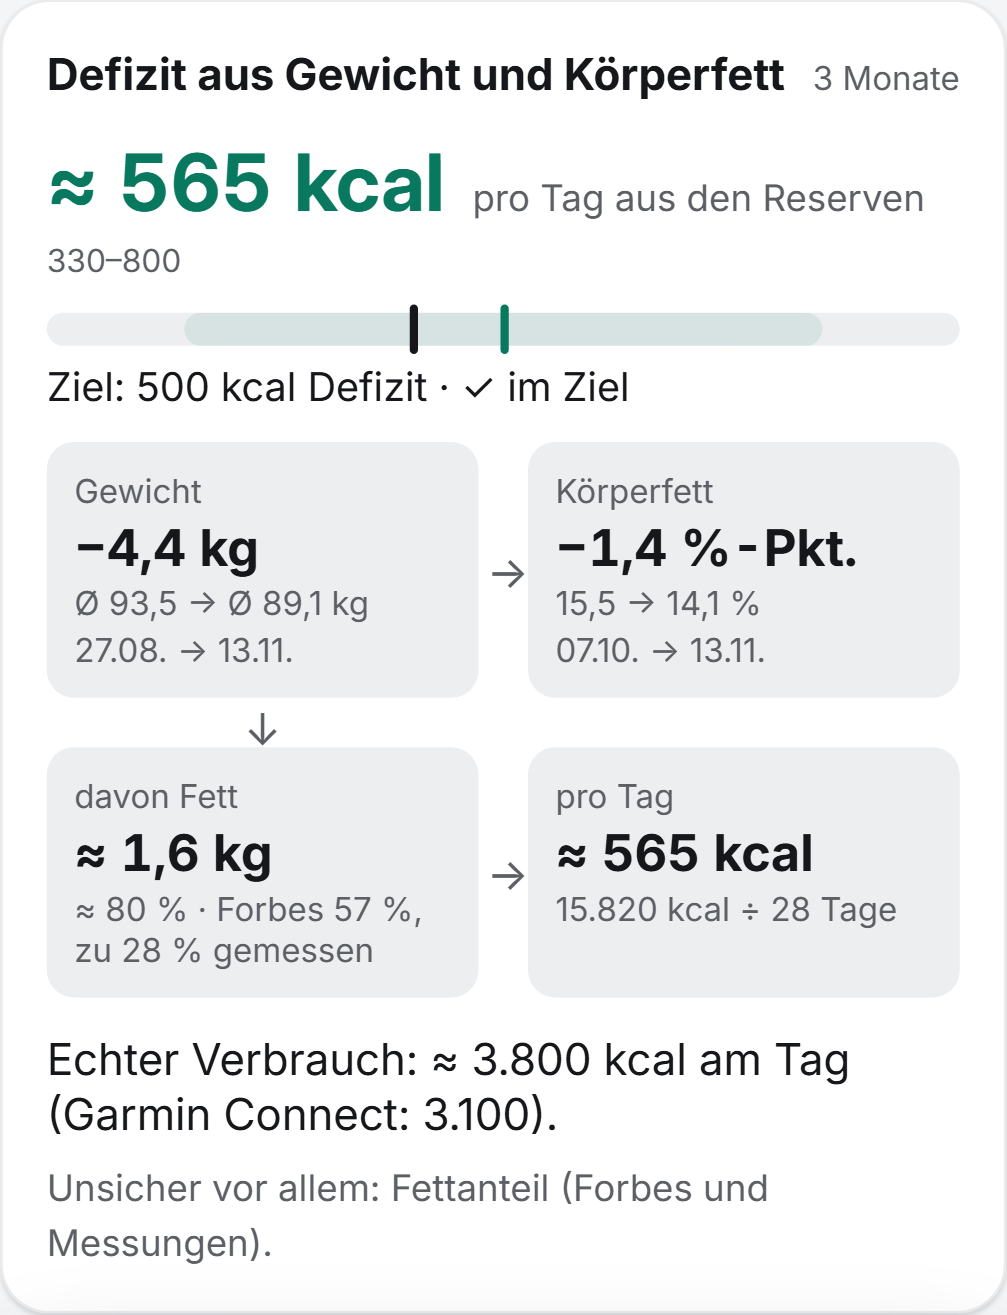 Defizit aus Gewicht und Körperfett 3 Monate
≈ 565 kcal pro Tag aus den Reserven
330–800
Ziel: 500 kcal Defizit · ✓ im Ziel
Gewicht
−4,4 kg
Ø 93,5 → Ø 89,1 kg
27.08. → 13.11.
→
Körperfett
−1,4 %-Pkt.
15,5 → 14,1 %
07.10. → 13.11.
↓
davon Fett
≈ 1,6 kg
≈ 80 % · Forbes 57 %,
zu 28 % gemessen
→
pro Tag
≈ 565 kcal
15.820 kcal ÷ 28 Tage
Echter Verbrauch: ≈ 3.800 kcal am Tag
(Garmin Connect: 3.100).
Unsicher vor allem: Fettanteil (Forbes und
Messungen).